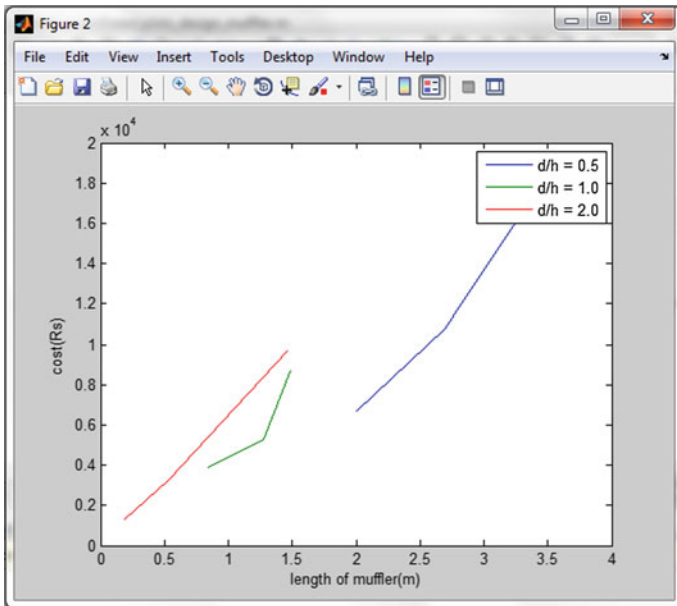 Figure 2
File Edit View Insert Tools Desktop Window Help
x 10^4
2
1.8
1.6
1.4
1.2
1
0.8
0.6
0.4
0.2
0
cost(Rs)
d/h = 0.5
d/h = 1.0
d/h = 2.0
0 0.5 1 1.5 2 2.5 3 3.5 4
length of muffler(m)